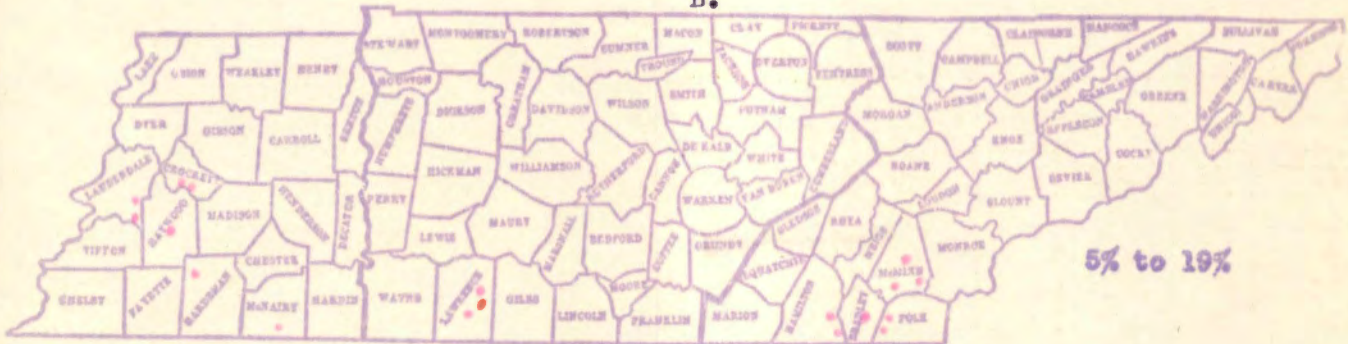 B.
LAKE
OBION
WEAKLEY
HENRY
STEWART
MONTGOMERY
ROBERTSON
SUMNER
MACON
CLAY
PICKETT
SCOTT
CAMPBELL
CLAIBORNE
HANCOCK
HAWKINS
SULLIVAN
JOHNSON
HOUSTON
CHEATHAM
TROUSD
JACKSON
OVERTON
FENTRESS
UNION
GRAINGER
HAMBLEN
GREENE
WASHINGTON
CARTER
UNICOI
DYER
GIBSON
CARROLL
BENTON
HUMPHREYS
DICKSON
DAVIDSON
WILSON
SMITH
PUTNAM
MORGAN
ANDERSON
KNOX
JEFFERSON
COCKE
LAUDERDALE
CROCKETT
HAYWOOD
MADISON
HENDERSON
DECATUR
PERRY
HICKMAN
WILLIAMSON
RUTHERFORD
CANNON
DE KALB
WHITE
WARREN
VAN BUREN
CUMBERLAND
ROANE
LOUDON
BLOUNT
SEVIER
TIPTON
CHESTER
LEWIS
MAURY
MARSHALL
BEDFORD
COFFEE
GRUNDY
BLEDSOE
RHEA
MEIGS
McMINN
MONROE
SHELBY
FAYETTE
HARDEMAN
McNAIRY
HARDIN
WAYNE
LAWRENCE
GILES
LINCOLN
MOORE
FRANKLIN
MARION
SEQUATCHIE
HAMILTON
BRADLEY
POLK
5% to 19%